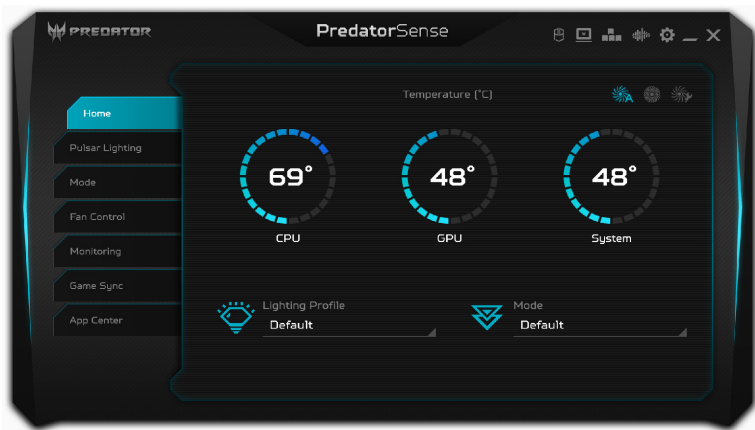 PREDATOR
PredatorSense
Temperature (°C)
A
Home
Pulsar Lighting
Mode
Fan Control
Monitoring
Game Sync
App Center
69°
CPU
48°
GPU
48°
System
Lighting Profile
Default
Mode
Default